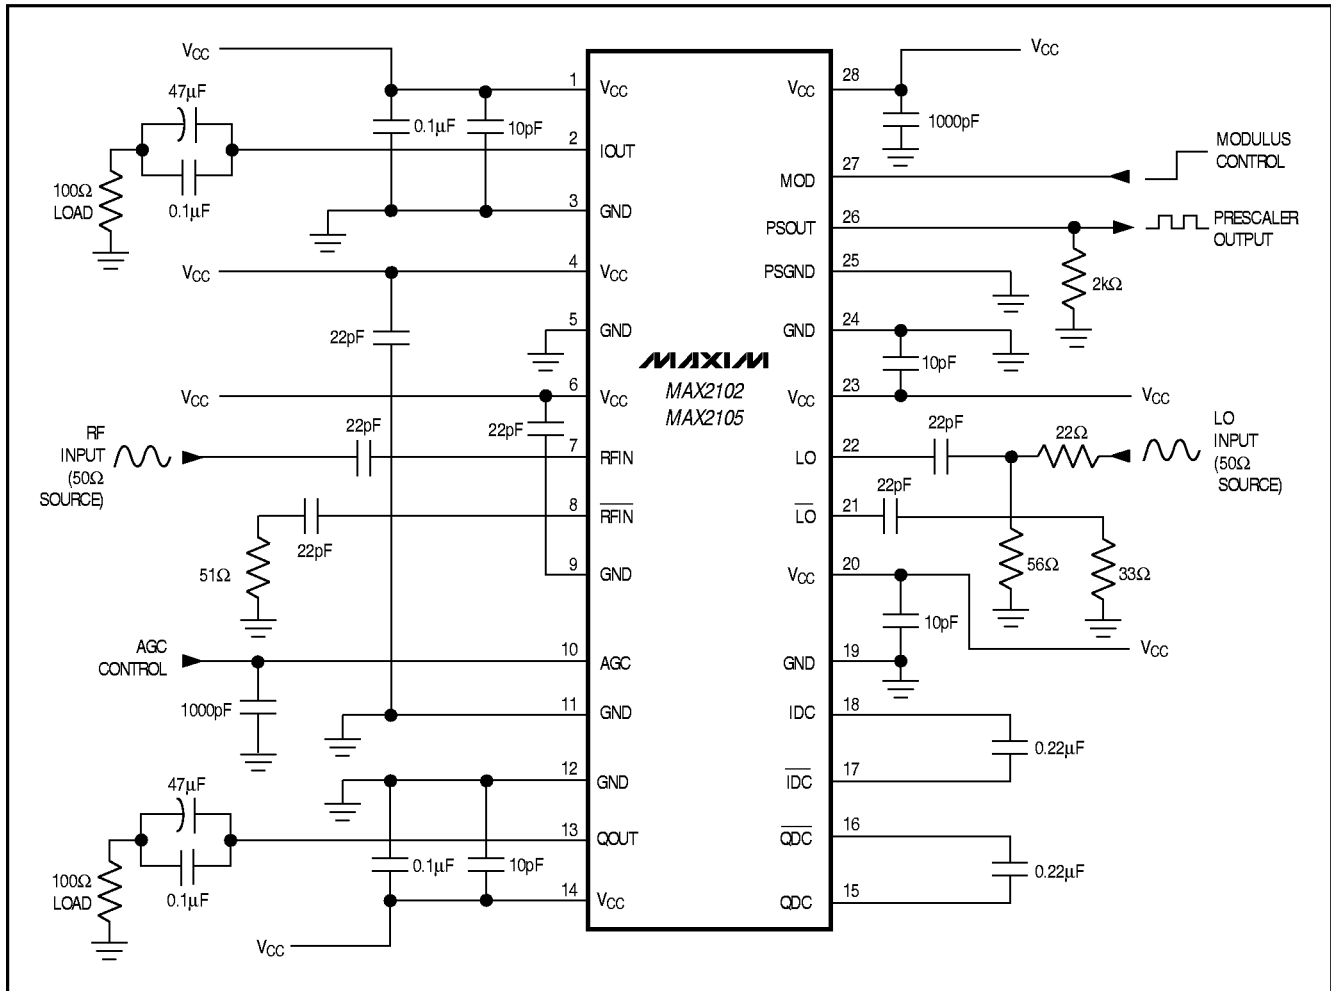 VCC
47µF
0.1µF
100Ω
LOAD
0.1µF
10pF
1
VCC
2
IOUT
3
GND
VCC
4
VCC
22pF
5
GND
VCC
6
VCC
22pF
RF
INPUT
(50Ω
SOURCE)
22pF
7
RFIN
8
RFIN
22pF
51Ω
9
GND
AGC
CONTROL
10
AGC
1000pF
11
GND
12
GND
47µF
0.1µF
100Ω
LOAD
13
QOUT
0.1µF
10pF
14
VCC
VCC
MAXIM
MAX2102
MAX2105
VCC
28
VCC
1000pF
27
MOD
MODULUS
CONTROL
26
PSOUT
PRESCALER
OUTPUT
2kΩ
25
PSGND
24
GND
10pF
23
VCC
VCC
22pF
22Ω
LO
INPUT
(50Ω
SOURCE)
22
LO
22pF
21
LO
56Ω
33Ω
20
VCC
10pF
VCC
19
GND
18
IDC
0.22µF
17
IDC
16
QDC
0.22µF
15
QDC